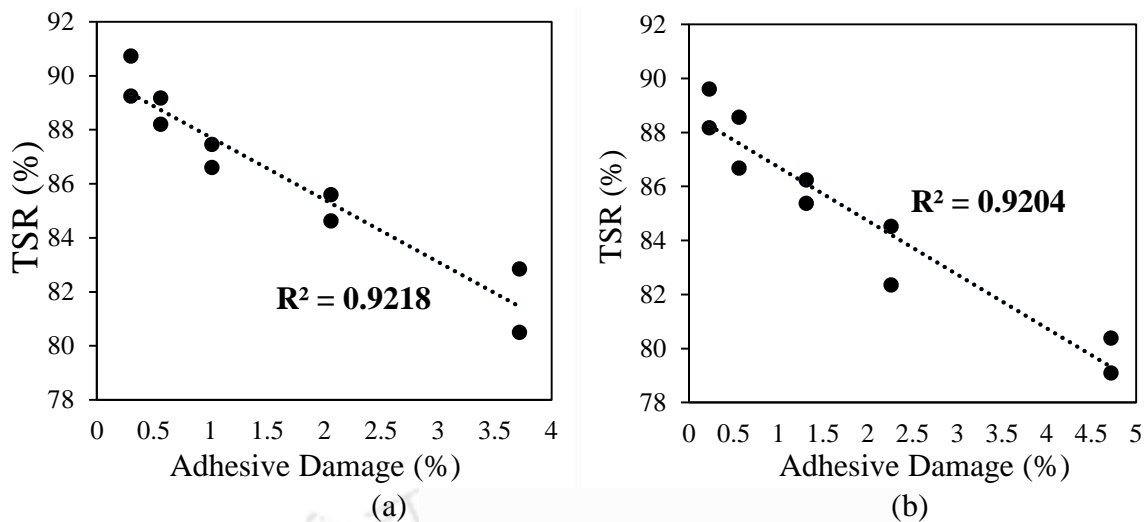 92
90
88
86
84
82
80
78
TSR (%)
R² = 0.9218
0 0.5 1 1.5 2 2.5 3 3.5 4
Adhesive Damage (%)
(a)
92
90
88
86
84
82
80
78
TSR (%)
R² = 0.9204
0 0.5 1 1.5 2 2.5 3 3.5 4 4.5 5
Adhesive Damage (%)
(b)